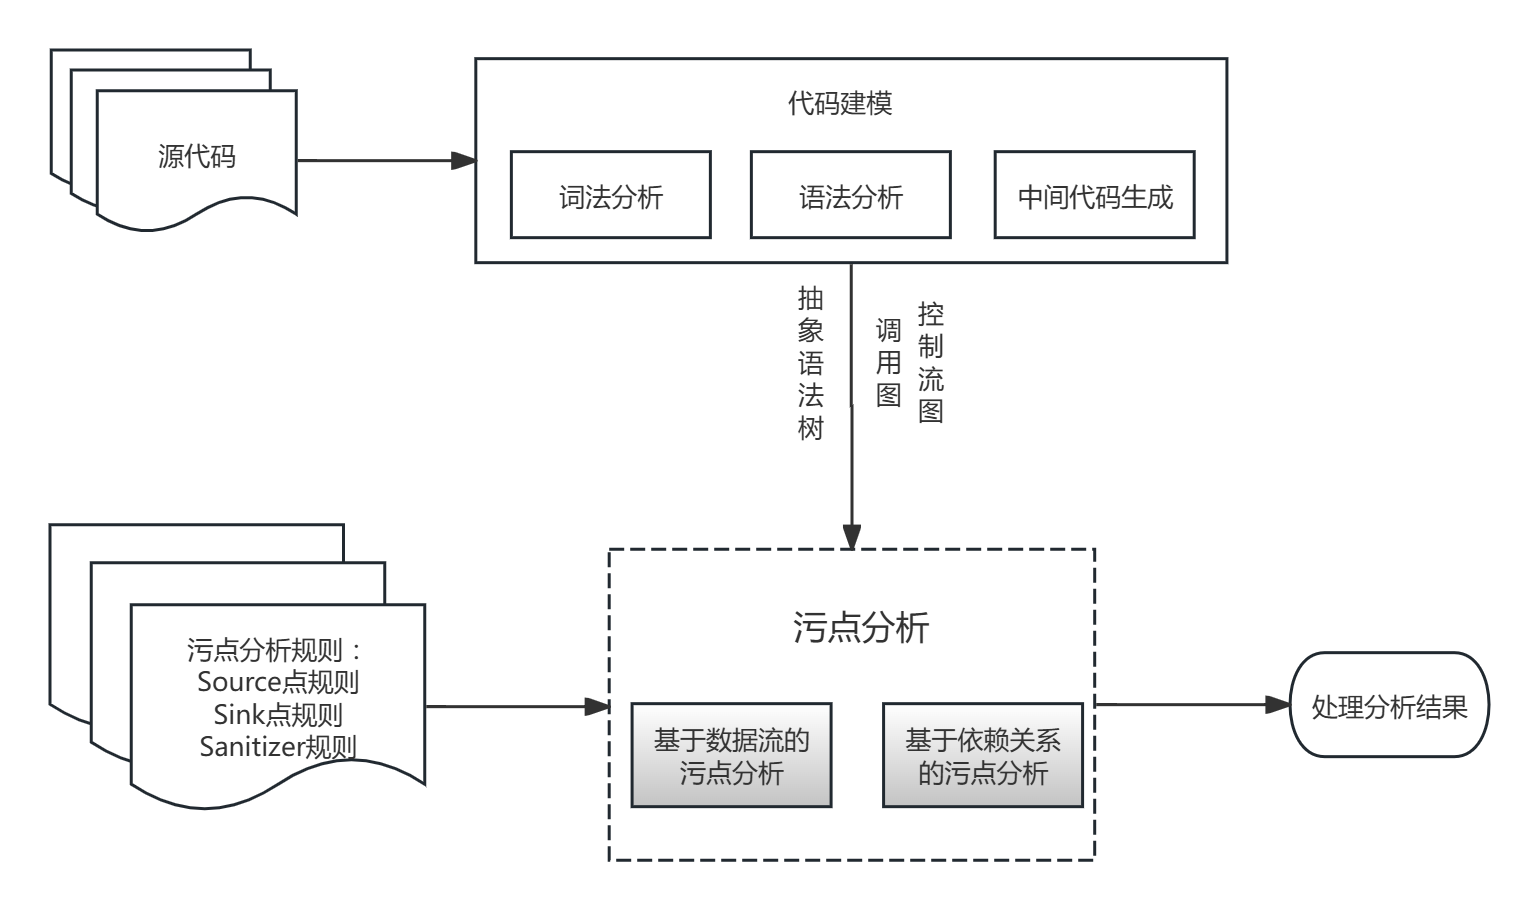 源代码
代码建模
词法分析
语法分析
中间代码生成
抽象语法树
调用图
控制流图
污点分析规则：
Source点规则
Sink点规则
Sanitizer规则
污点分析
基于数据流的
污点分析
基于依赖关系
的污点分析
处理分析结果